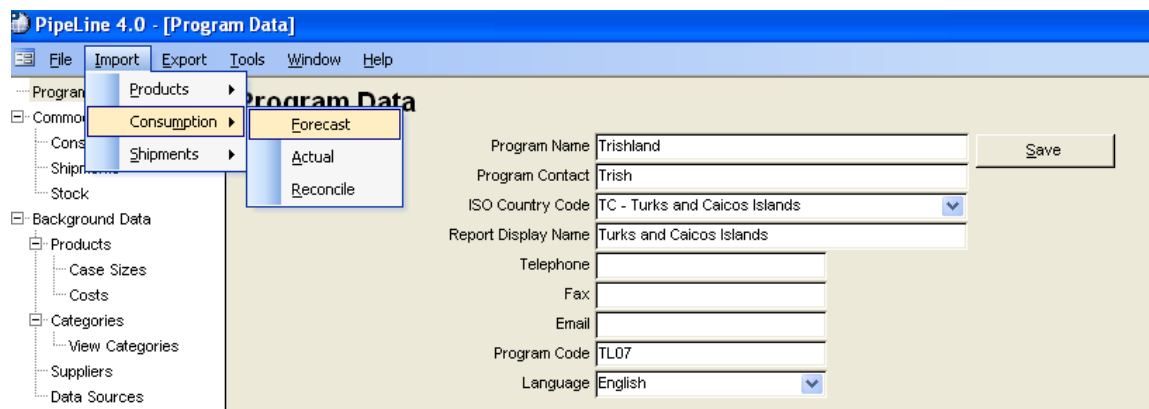 PipeLine 4.0 - [Program Data]
File Import Export Tools Window Help
Program
Products
Program Data
Commo
Consumption
Forecast
Cons
Program Name Trishland
Save
Shipments
Actual
Program Contact Trish
Stock
Reconcile
ISO Country Code TC - Turks and Caicos Islands
Background Data
Report Display Name Turks and Caicos Islands
Products
Telephone
Case Sizes
Fax
Costs
Email
Categories
Program Code TL07
View Categories
Language English
Suppliers
Data Sources